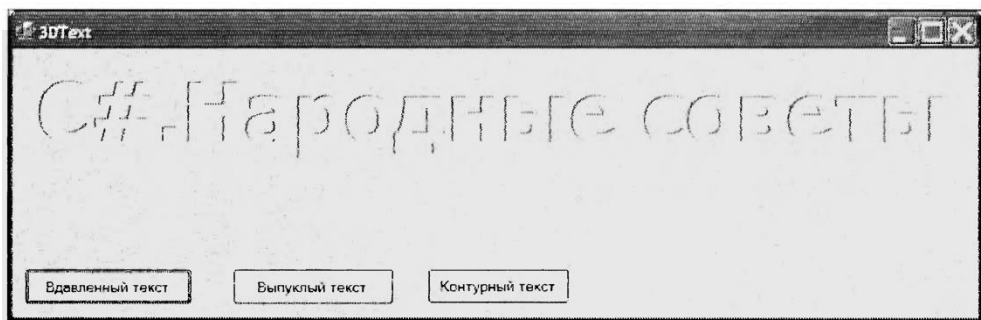 3DText
C#.Народные советы
Вдавленный текст Выпуклый текст Контурный текст